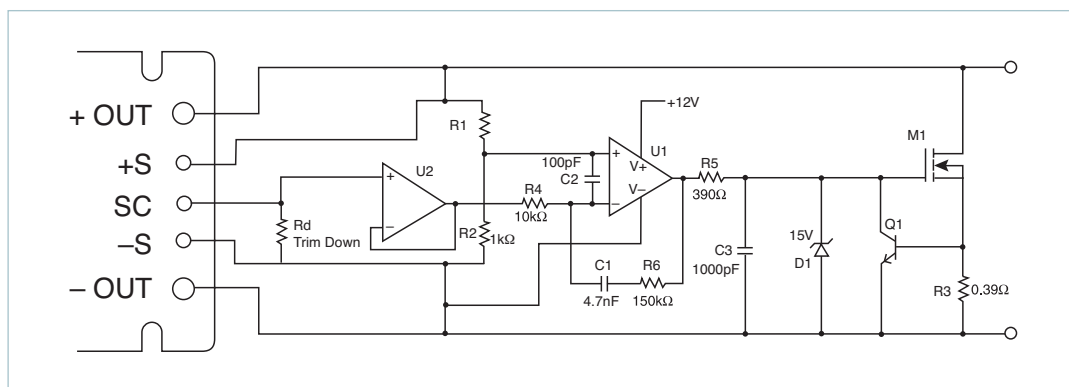 + OUT
+S
SC
–S
– OUT
Rd
Trim Down
+
U2
–
R1
R2
1kΩ
R4
10kΩ
100pF
C2
+12V
+
U1
V+
V–
–
C1
4.7nF
R6
150kΩ
R5
390Ω
C3
1000pF
15V
D1
Q1
M1
R3
0.39Ω